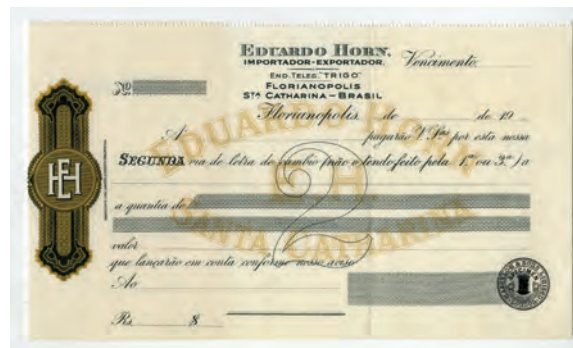 EDUARDO HORN.
IMPORTADOR-EXPORTADOR.
END. TELEG. "TRIGO"
FLORIANOPOLIS
STA CATHARINA - BRASIL
Vencimento:
Nº
Florianopolis, de de 19
A pagarão V. Sas por esta nossa
SEGUNDA via de letra de cambio (não o tendo feito pela 1ª ou 3ª) a
a quantia de
valor
que lançarão em conta conforme nosso aviso
Ao
Rs. $
EH
EDUARDO HORN
E. H.
2
SANTA CATHARINA